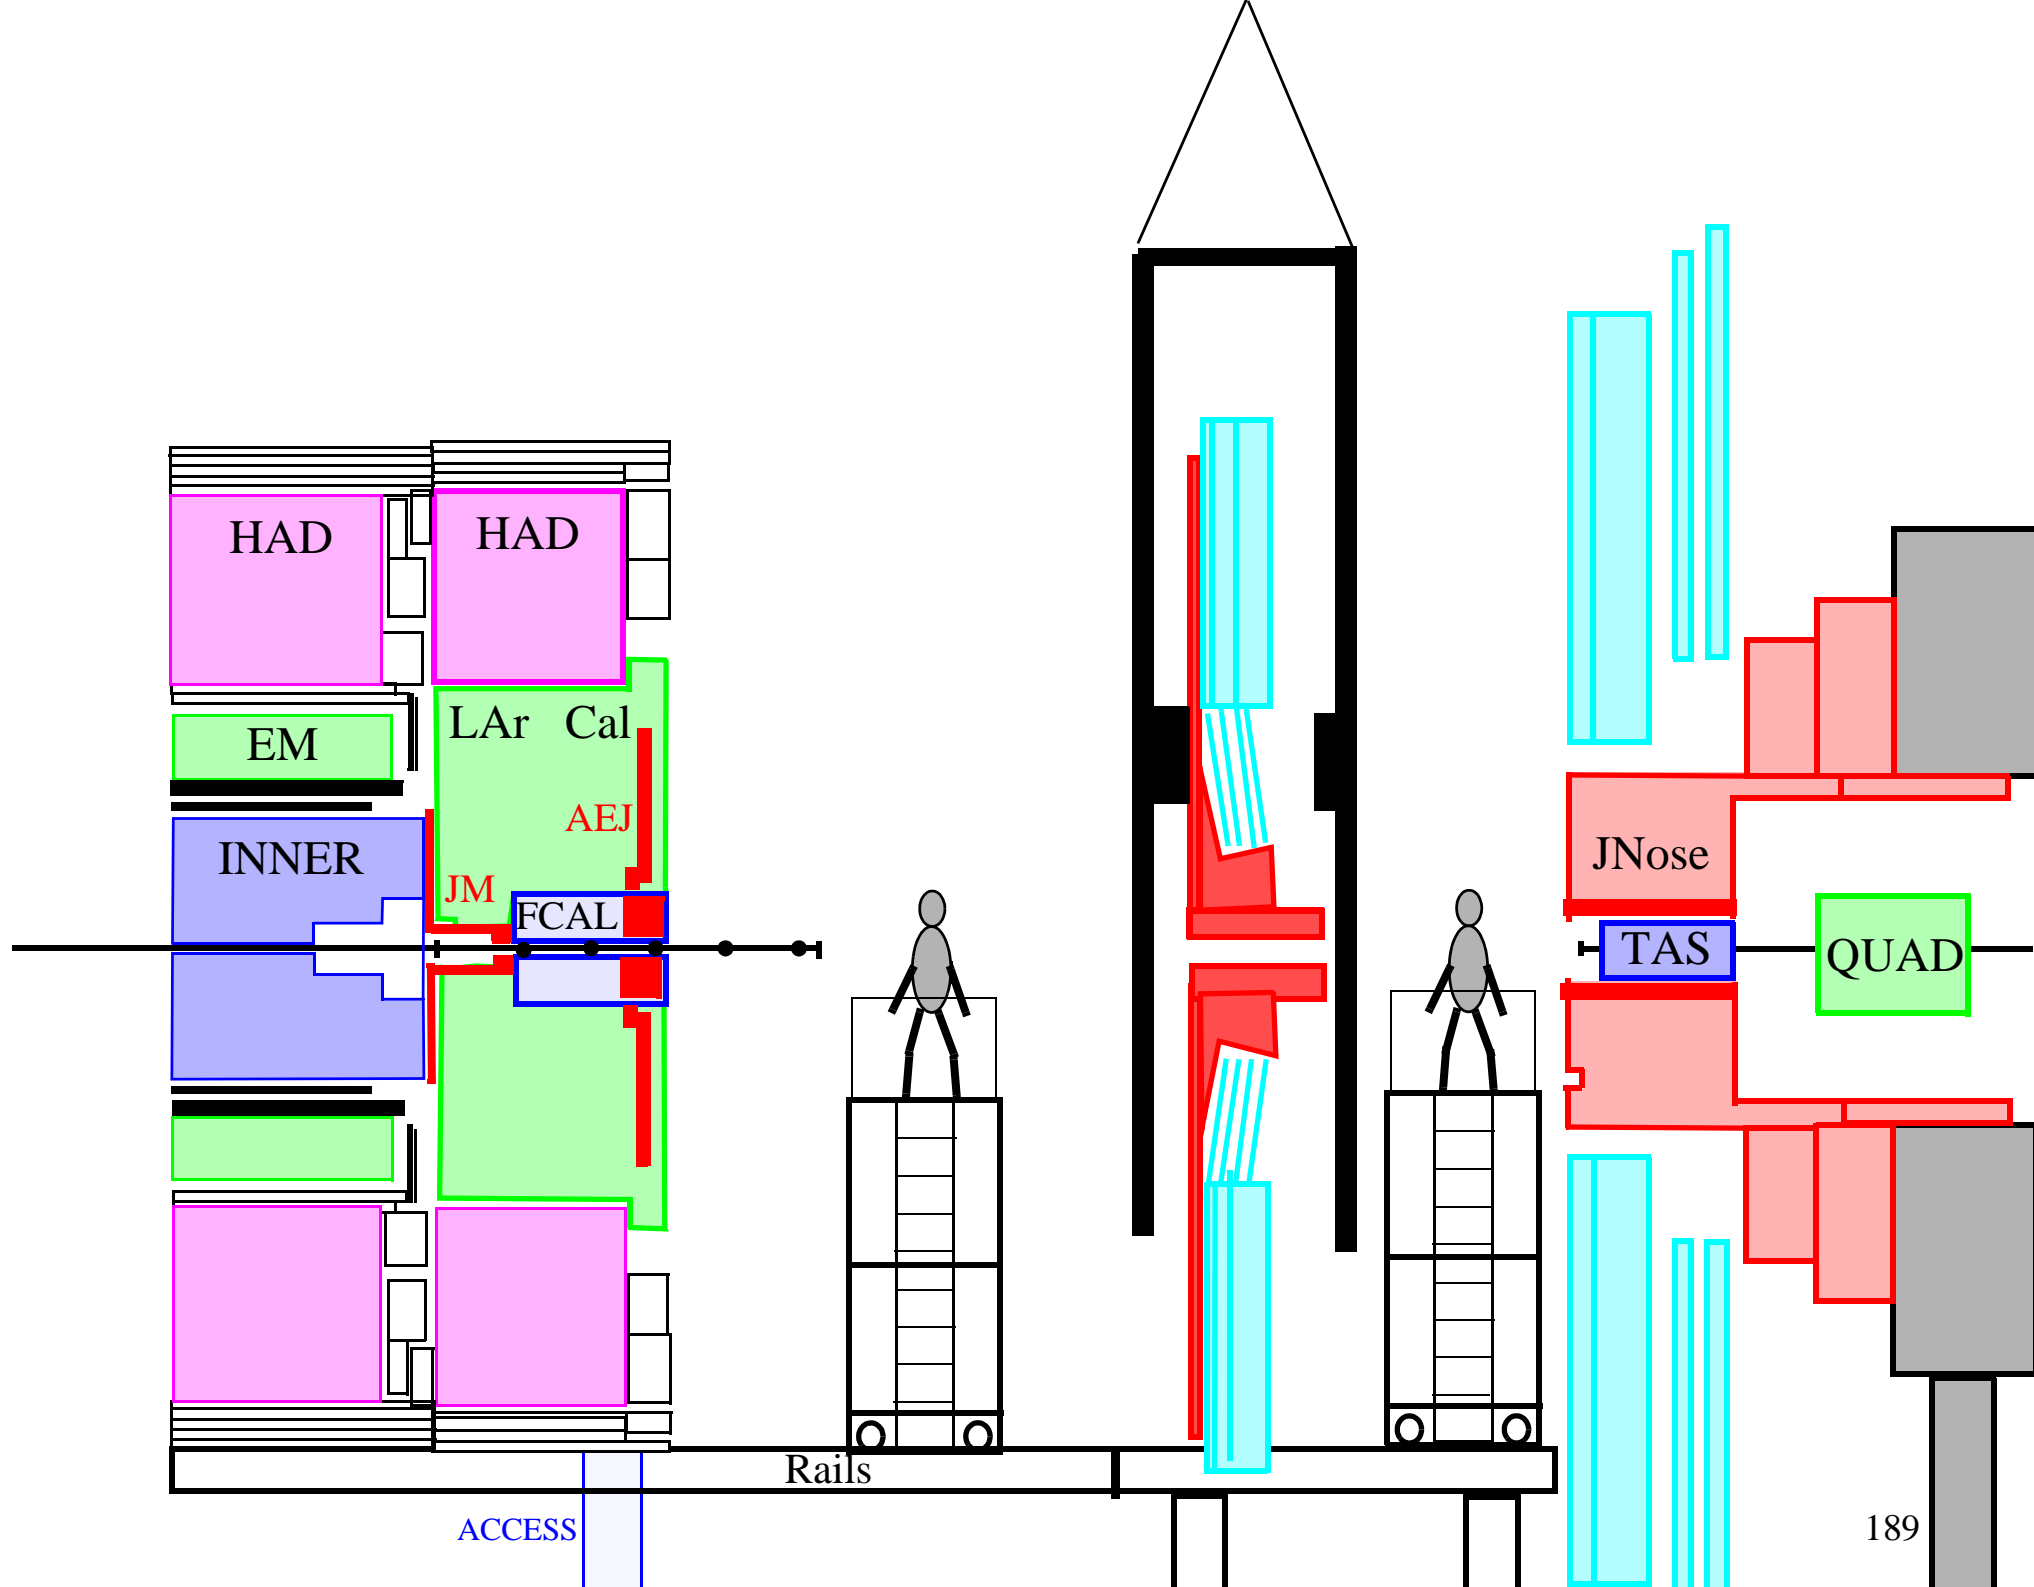 HAD
HAD
LAr Cal
EM
AEJ
INNER
JM
FCAL
JNose
TAS
QUAD
Rails
ACCESS
189